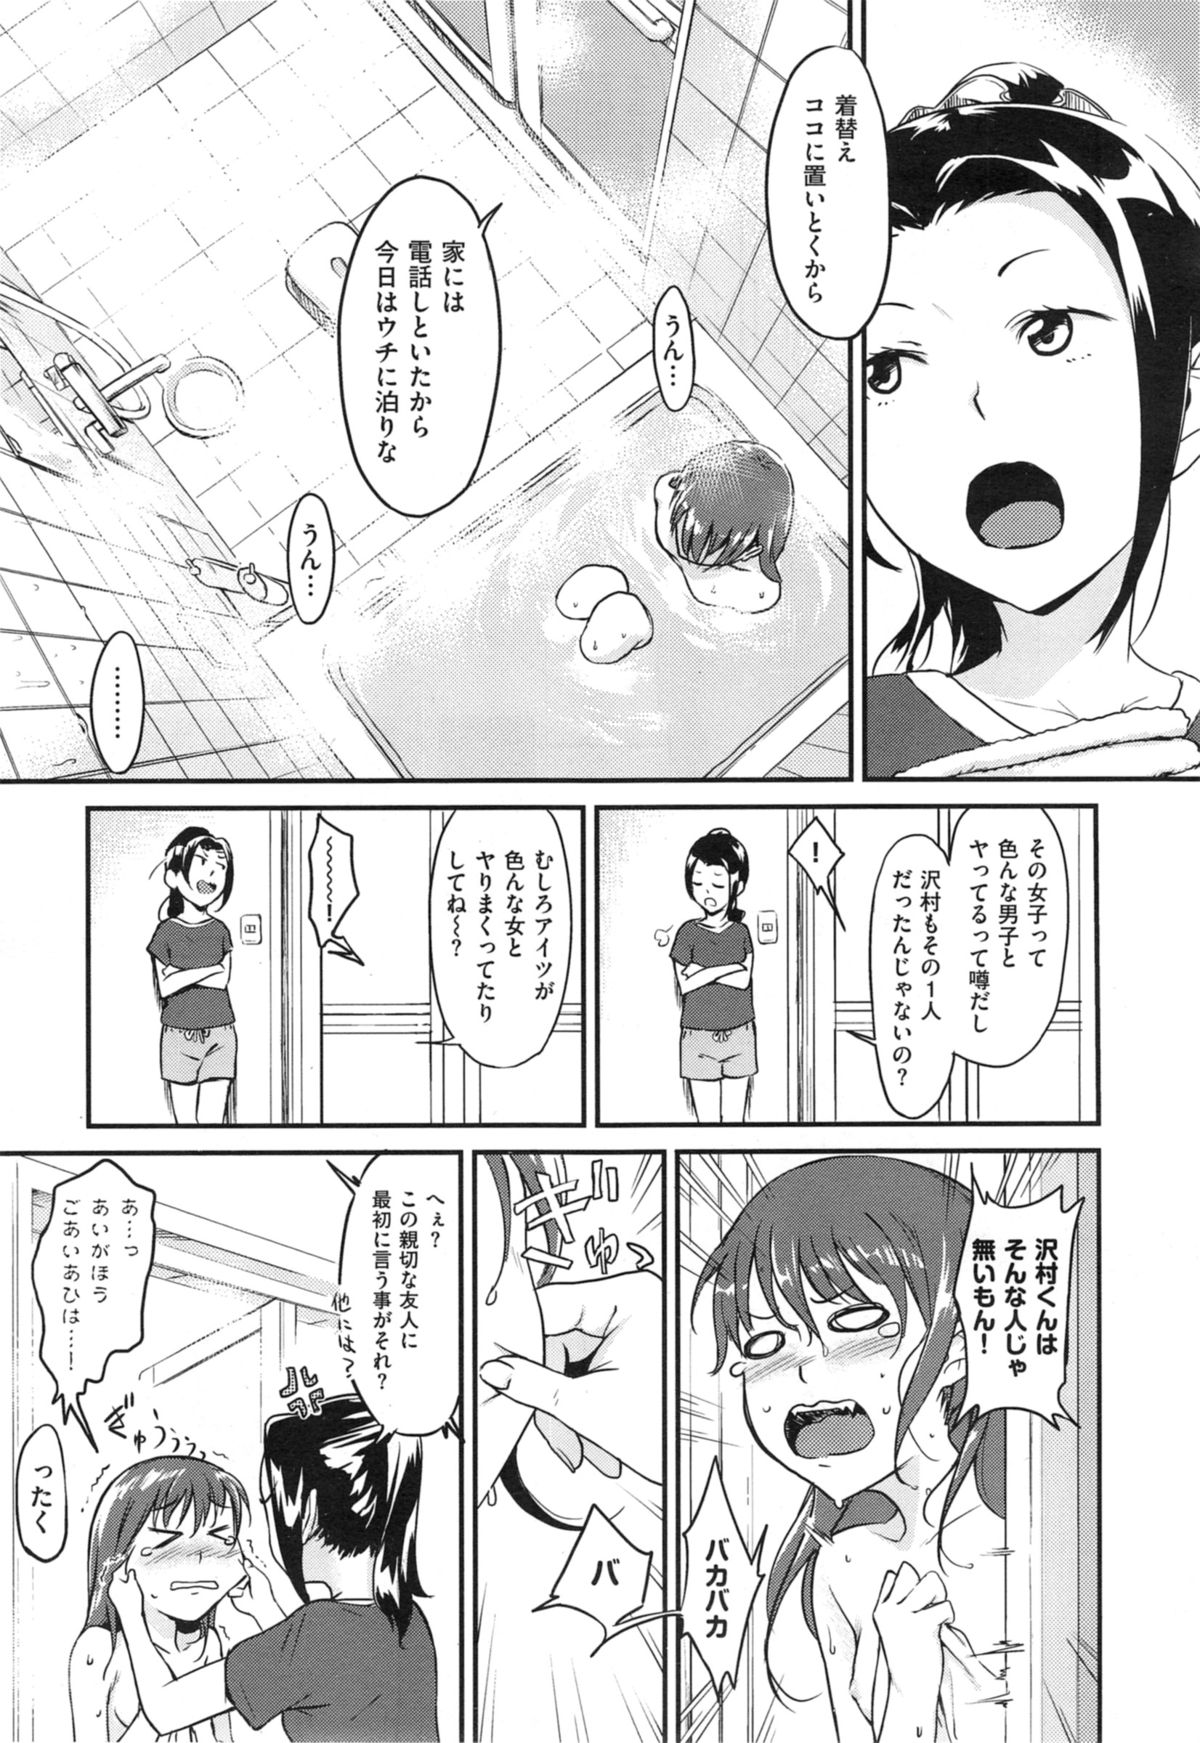 着替え
ココに置いとくから
うん…
家には
電話しといたから
今日はウチに泊りな
うん…
………
その女子って
色んな男子と
ヤってるって噂だし
沢村もその1人
だったんじゃないの?
!
むしろアイツが
色んな女と
ヤりまくってたり
してね～?
～～～～!
沢村くんは
そんな人じゃ
無いもん!
バカバカ
ギリ
ギゅっ
バ
へぇ?
この親切な友人に
最初に言う事がそれ?
他には?
あ…っ
あいがほう
ごあいあひは…!
ぎゅうぅぅっ
ったく